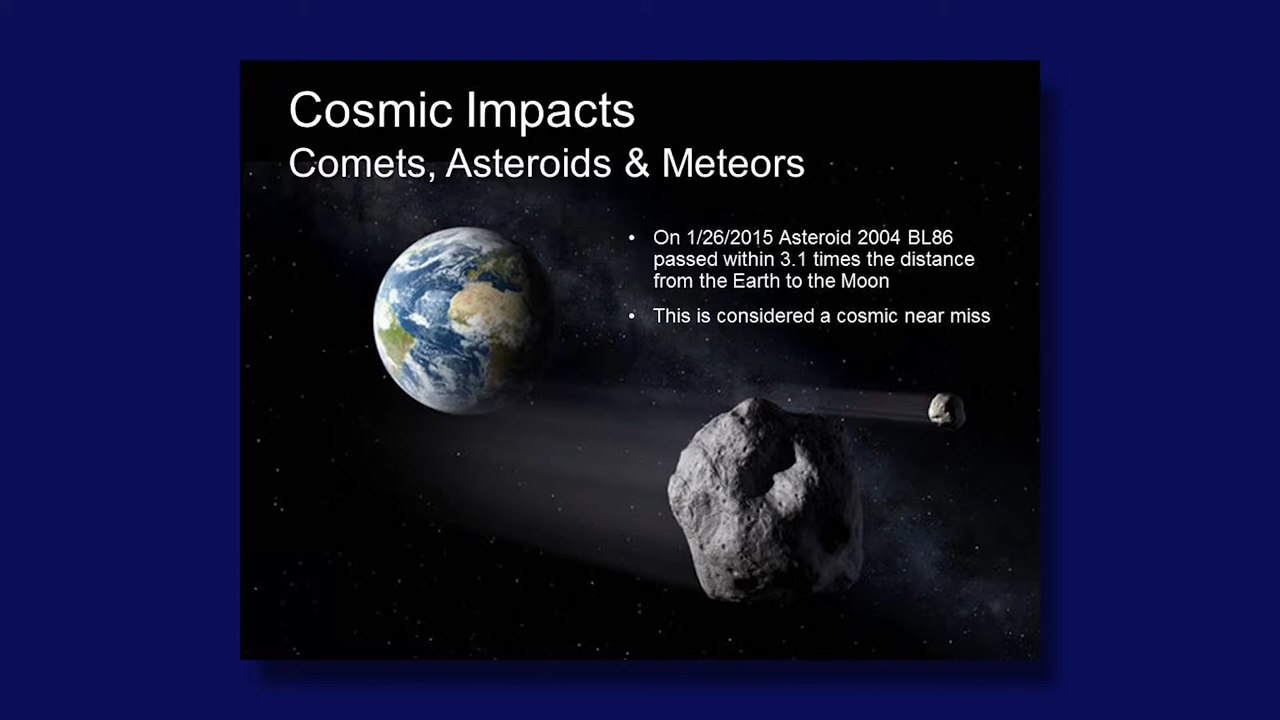 Cosmic Impacts
Comets, Asteroids & Meteors
• On 1/26/2015 Asteroid 2004 BL86
passed within 3.1 times the distance
from the Earth to the Moon
• This is considered a cosmic near miss